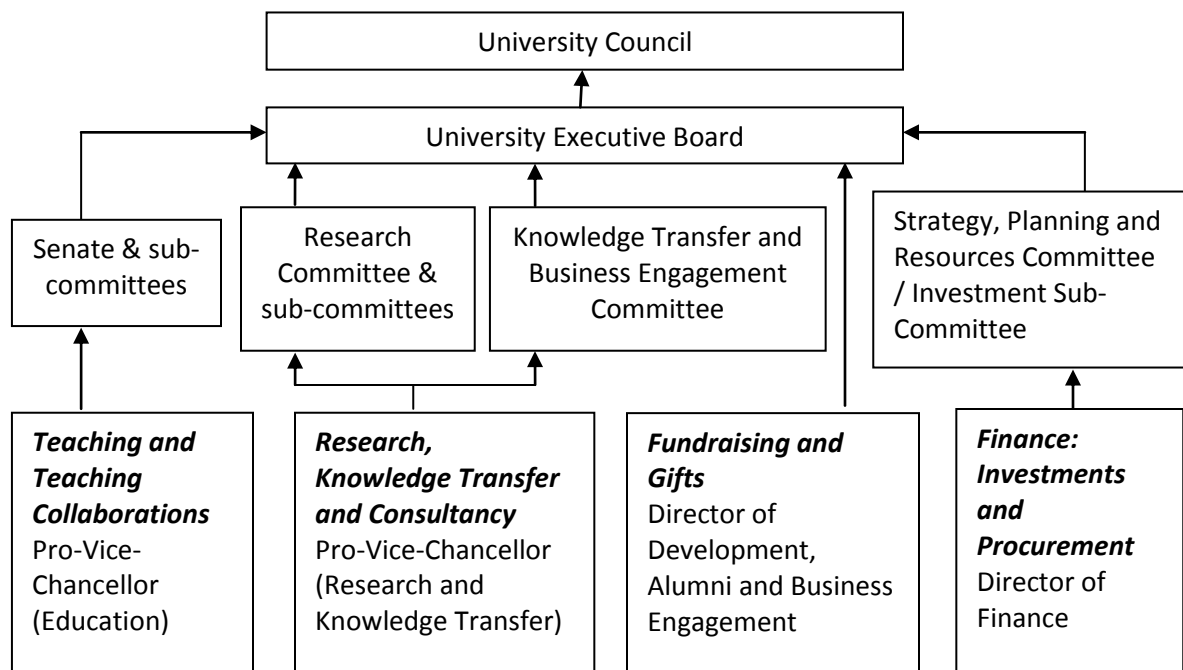 University Council
University Executive Board
Senate & sub-
committees
Research
Committee &
sub-committees
Knowledge Transfer and
Business Engagement
Committee
Strategy, Planning and
Resources Committee
/ Investment Sub-
Committee
Teaching and
Teaching
Collaborations
Pro-Vice-
Chancellor
(Education)
Research,
Knowledge Transfer
and Consultancy
Pro-Vice-Chancellor
(Research and
Knowledge Transfer)
Fundraising and
Gifts
Director of
Development,
Alumni and Business
Engagement
Finance:
Investments
and
Procurement
Director of
Finance